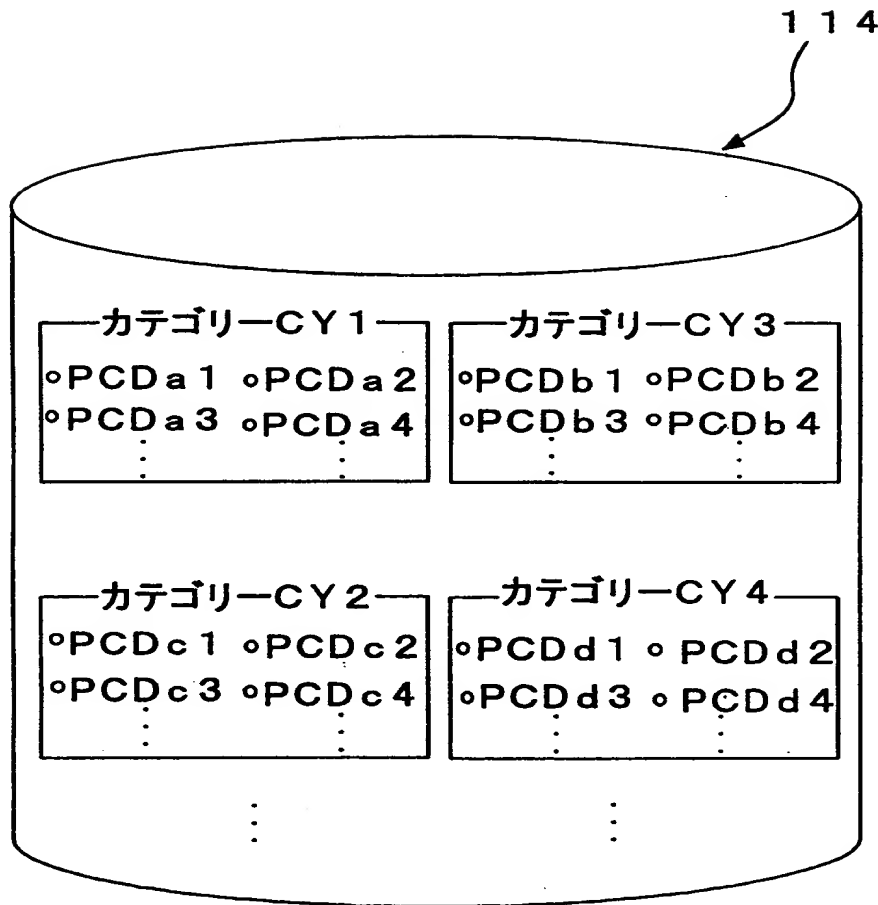 １１４
カテゴリーCY１
○PCDa１ ○PCDa２
○PCDa３ ○PCDa４
カテゴリーCY３
○PCDb１ ○PCDb２
○PCDb３ ○PCDb４
カテゴリーCY２
○PCDc１ ○PCDc２
○PCDc３ ○PCDc４
カテゴリーCY４
○PCDd１ ○PCDd２
○PCDd３ ○PCDd４